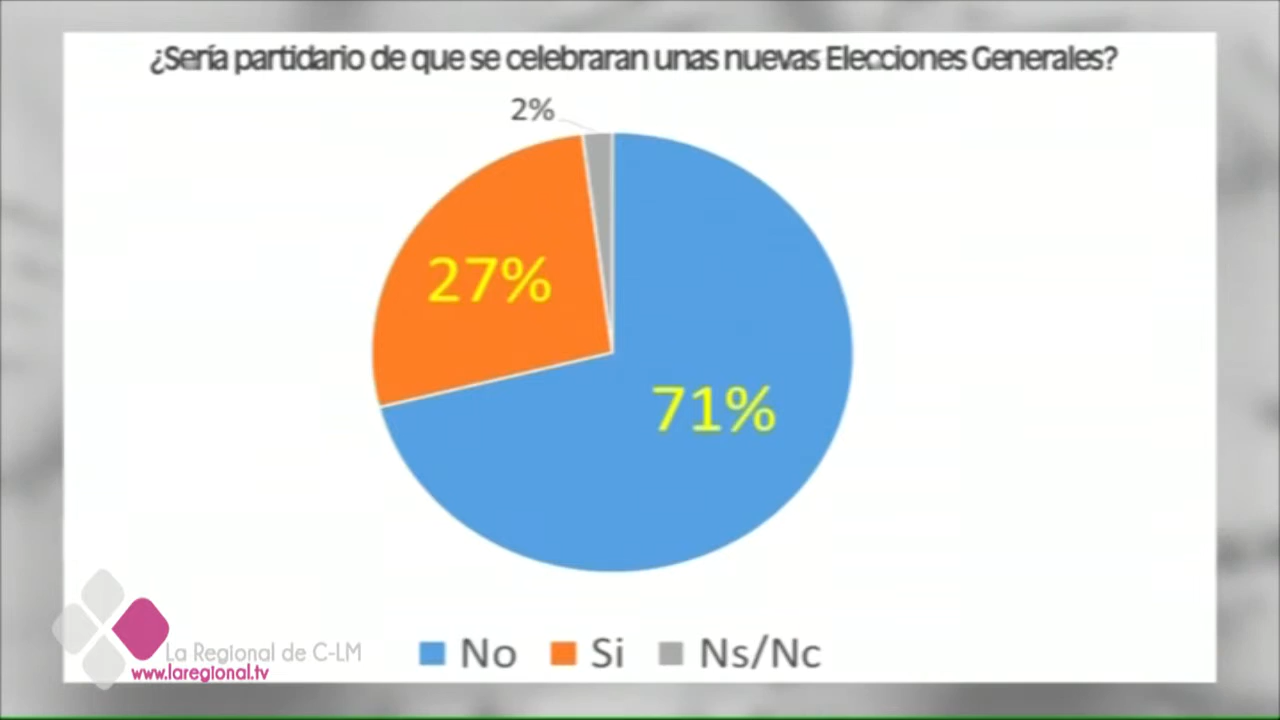 ¿Sería partidario de que se celebraran unas nuevas Elecciones Generales?
2%
27%
71%
No Si Ns/Nc
La Regional de C-LM
www.laregional.tv